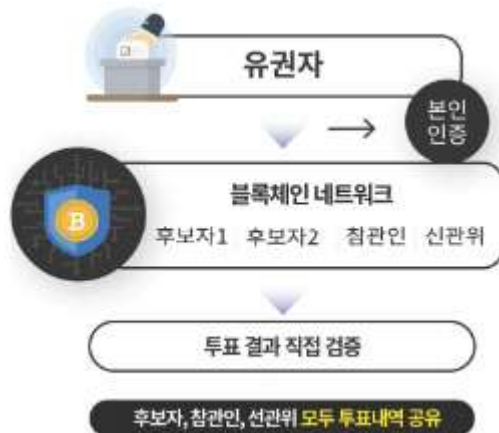 유권자
본인
인증
블록체인 네트워크
후보자1 후보자2 참관인 신관위
B
투표 결과 직접 검증
후보자, 참관인, 선관위 모두 투표내역 공유